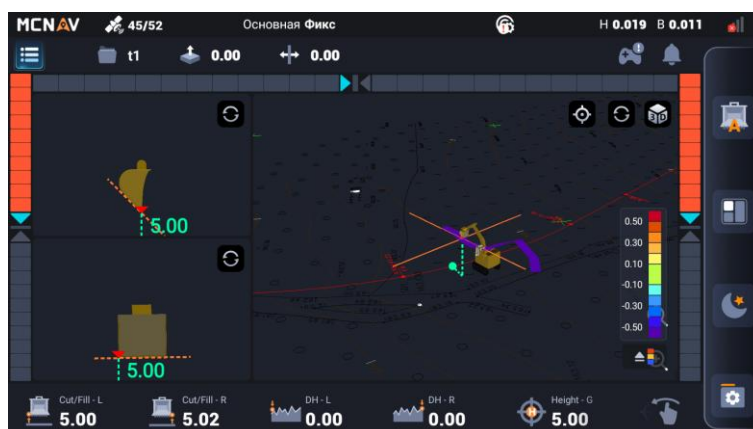 MCNAV 45/52 Основная Фикс H 0.019 B 0.011
t1 0.00 0.00
3D
5.00
5.00
0.50
0.30
0.10
-0.10
-0.30
-0.50
Cut/Fill - L
5.00
Cut/Fill - R
5.02
DH - L
0.00
DH - R
0.00
Height - G
5.00